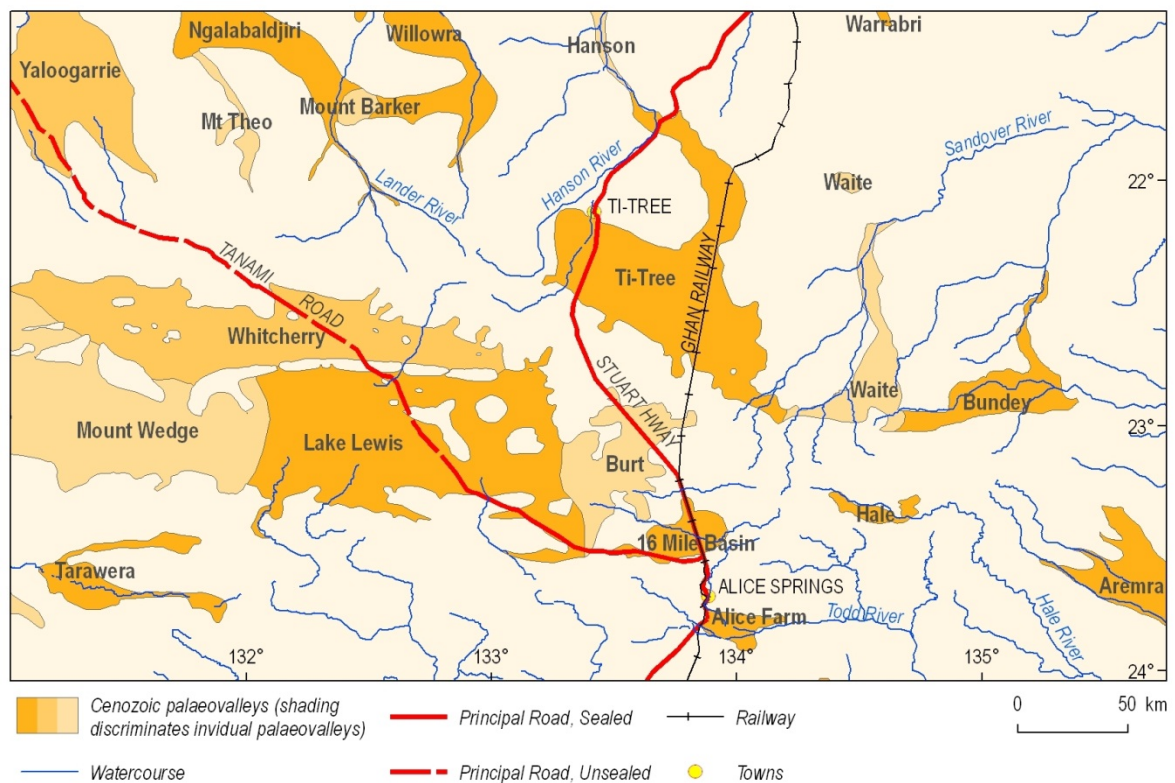 Ngalabaldjiri
Willowra
Hanson
Warrabri
Yaloogarrie
Mount Barker
Mt Theo
Sandover River
Hanson River
Lander River
Waite
22°
TI-TREE
TANAMI
ROAD
Ti-Tree
GHAN RAILWAY
Whitcherry
STUART HWAY
Waite
Bundey
Mount Wedge
Lake Lewis
23°
Burt
Hale
16 Mile Basin
Tarawera
Aremra
ALICE SPRINGS
Alice Farm
Todd River
Hale River
132°
133°
134°
135°
24°
Cenozoic palaeovalleys (shading
discriminates invidual palaeovalleys)
Principal Road, Sealed
Railway
0 50 km
Watercourse
Principal Road, Unsealed
Towns